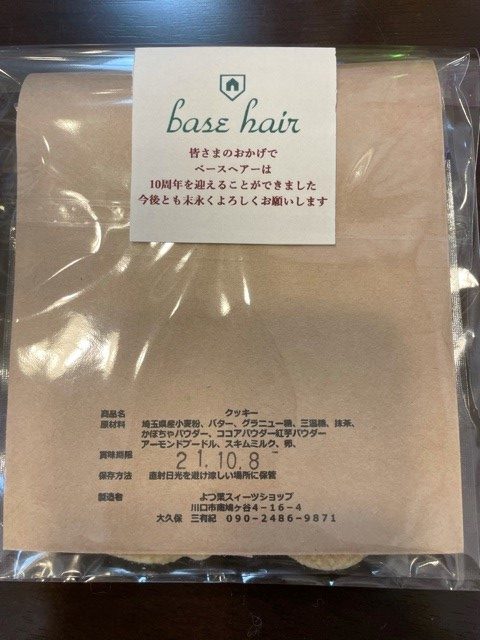 base hair
皆さまのおかげで
ベースヘアーは
10周年を迎えることができました
今後とも末永くよろしくお願いします
商品名 クッキー
原材料 埼玉県産小麦粉、バター、グラニュー糖、三温糖、抹茶、
かぼちゃパウダー、ココアパウダー紅芋パウダー
アーモンドプードル、スキムミルク、卵、
賞味期限 21.10.8
保存方法 直射日光を避け涼しい場所に保管
製造者 よつ葉スィーツショップ
川口市南鳩ヶ谷4-16-4
大久保 三有紀 090-2486-9871